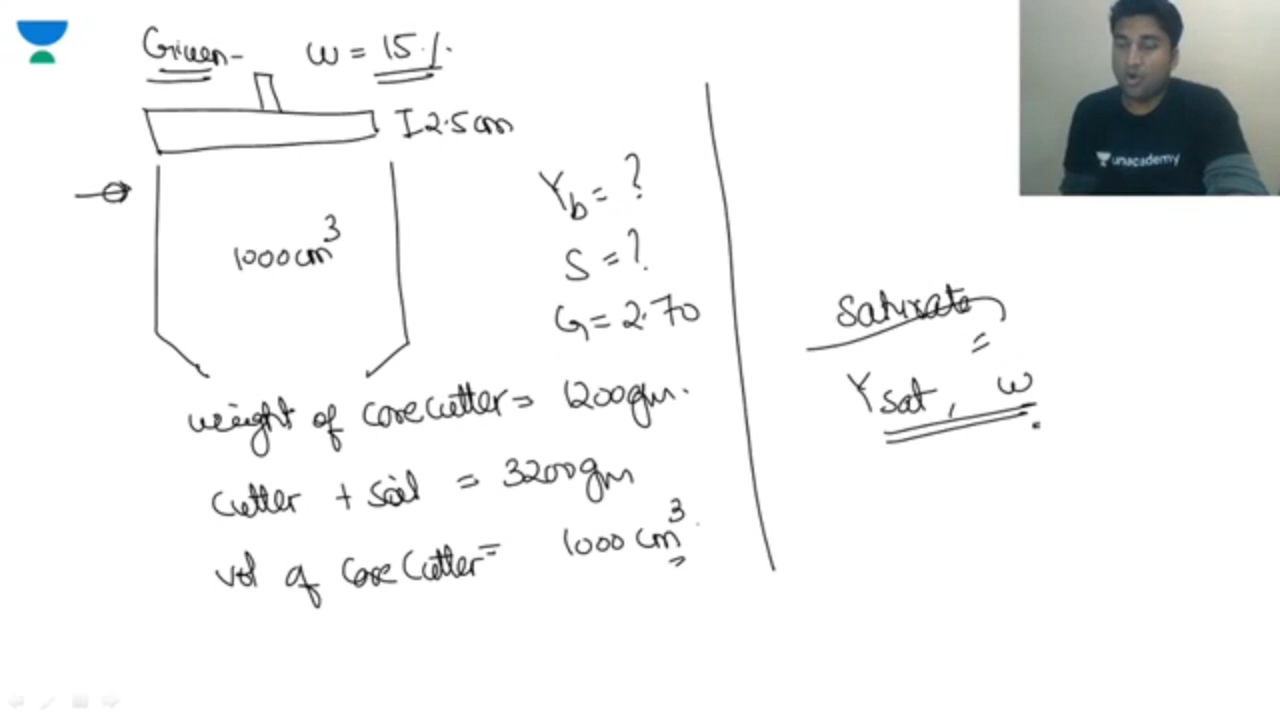 Given- w = 15%.
I 2.5cm
1000cm³
γb = ?
S = ?
G = 2.70
weight of core cutter = 1200gm.
cutter + soil = 3200gm
vol of Core Cutter = 1000 cm³
Saturated
=
γsat, w
unacademy